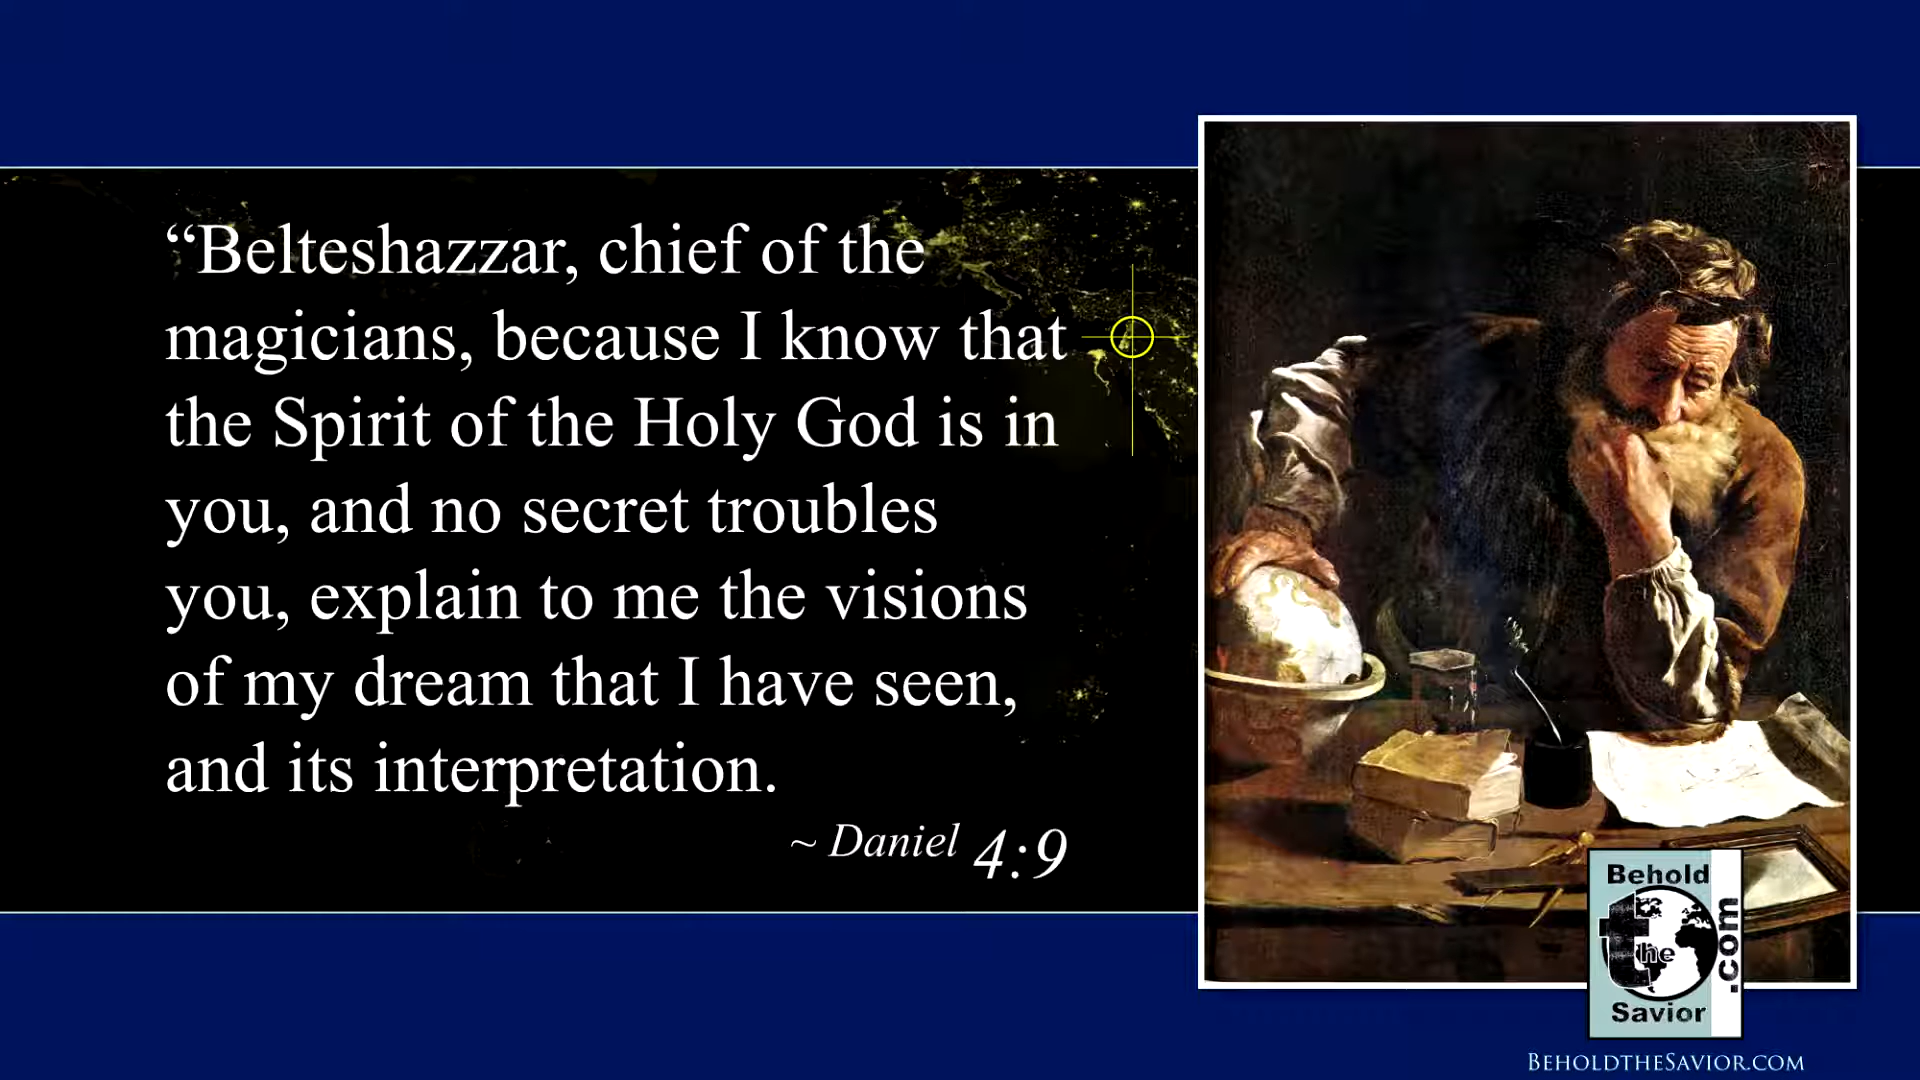 “Belteshazzar, chief of the
magicians, because I know that
the Spirit of the Holy God is in
you, and no secret troubles
you, explain to me the visions
of my dream that I have seen,
and its interpretation.
~ Daniel 4:9
Behold
the
.com
Savior
BEHOLDTHESAVIOR.COM